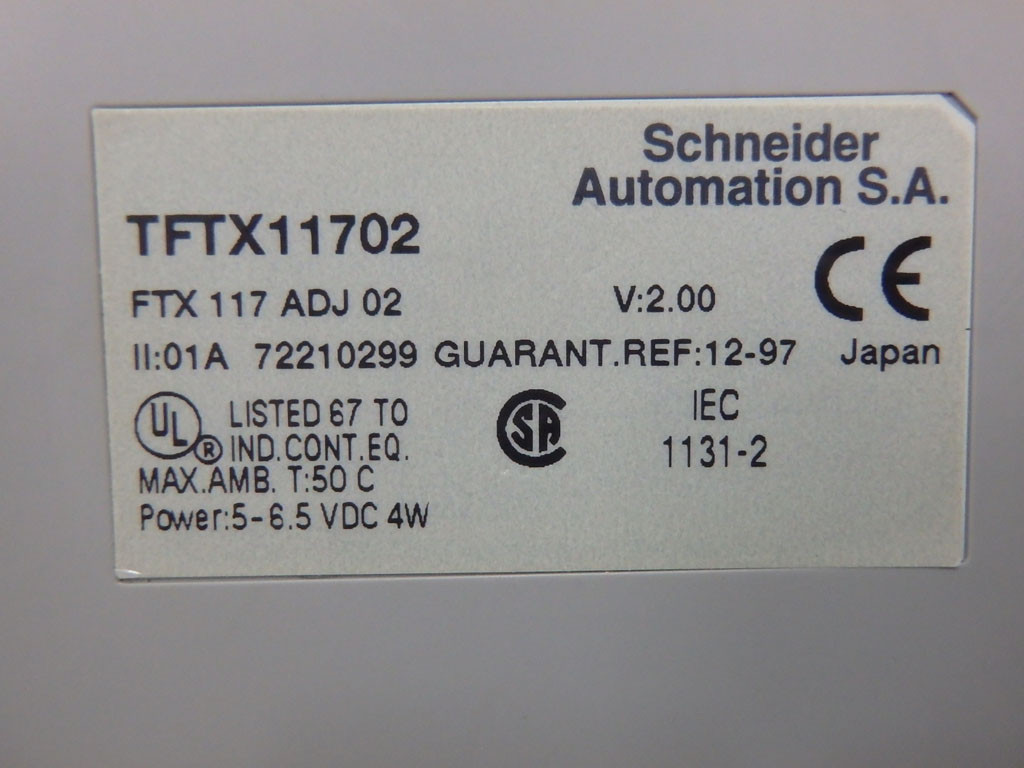 Schneider
Automation S.A.
TFTX11702
CE
FTX 117 ADJ 02 V:2.00
II:01A 72210299 GUARANT.REF:12-97 Japan
UL ® LISTED 67 TO
IND.CONT.EQ.
SA IEC
1131-2
MAX.AMB. T:50 C
Power:5-6.5 VDC 4W